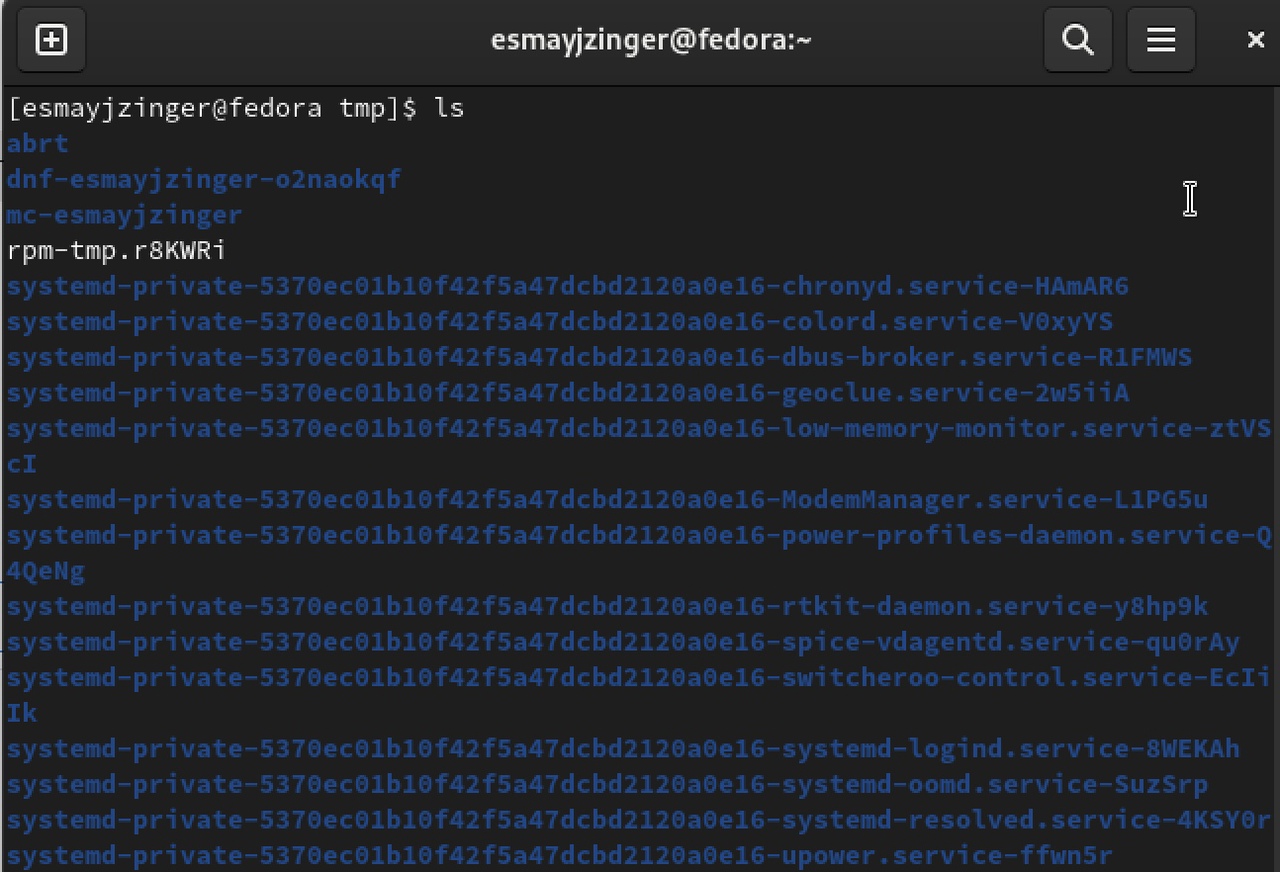 esmayjzinger@fedora:~
[esmayjzinger@fedora tmp]$ ls
abrt
dnf-esmayjzinger-o2naokqf
mc-esmayjzinger
rpm-tmp.r8KWRi
systemd-private-5370ec01b10f42f5a47dcbd2120a0e16-chronyd.service-HAmAR6
systemd-private-5370ec01b10f42f5a47dcbd2120a0e16-colord.service-V0xyYS
systemd-private-5370ec01b10f42f5a47dcbd2120a0e16-dbus-broker.service-R1FMWS
systemd-private-5370ec01b10f42f5a47dcbd2120a0e16-geoclue.service-2w5iiA
systemd-private-5370ec01b10f42f5a47dcbd2120a0e16-low-memory-monitor.service-ztVS
cI
systemd-private-5370ec01b10f42f5a47dcbd2120a0e16-ModemManager.service-L1PG5u
systemd-private-5370ec01b10f42f5a47dcbd2120a0e16-power-profiles-daemon.service-Q
4QeNg
systemd-private-5370ec01b10f42f5a47dcbd2120a0e16-rtkit-daemon.service-y8hp9k
systemd-private-5370ec01b10f42f5a47dcbd2120a0e16-spice-vdagentd.service-qu0rAy
systemd-private-5370ec01b10f42f5a47dcbd2120a0e16-switcheroo-control.service-EcIi
Ik
systemd-private-5370ec01b10f42f5a47dcbd2120a0e16-systemd-logind.service-8WEKAh
systemd-private-5370ec01b10f42f5a47dcbd2120a0e16-systemd-oomd.service-SuzSrp
systemd-private-5370ec01b10f42f5a47dcbd2120a0e16-systemd-resolved.service-4KSY0r
systemd-private-5370ec01b10f42f5a47dcbd2120a0e16-upower.service-ffwn5r